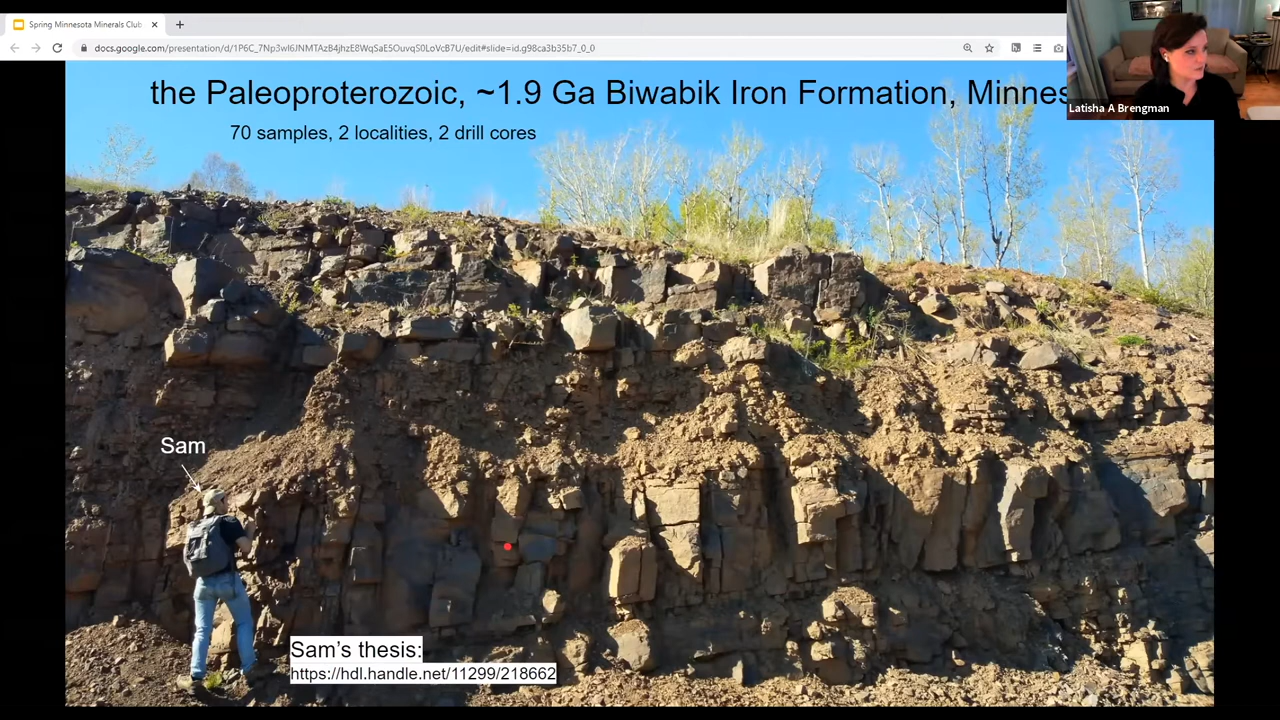 Spring Minnesota Minerals Club
docs.google.com/presentation/d/1P6C_7Np3wI6JNMTAzB4jhzE8WqSaE5OuvqS0LoVcB7U/edit#slide=id.g98ca3b35b7_0_0
Latisha A Brengman
the Paleoproterozoic, ~1.9 Ga Biwabik Iron Formation, Minnes
70 samples, 2 localities, 2 drill cores
Sam
Sam's thesis:
https://hdl.handle.net/11299/218662